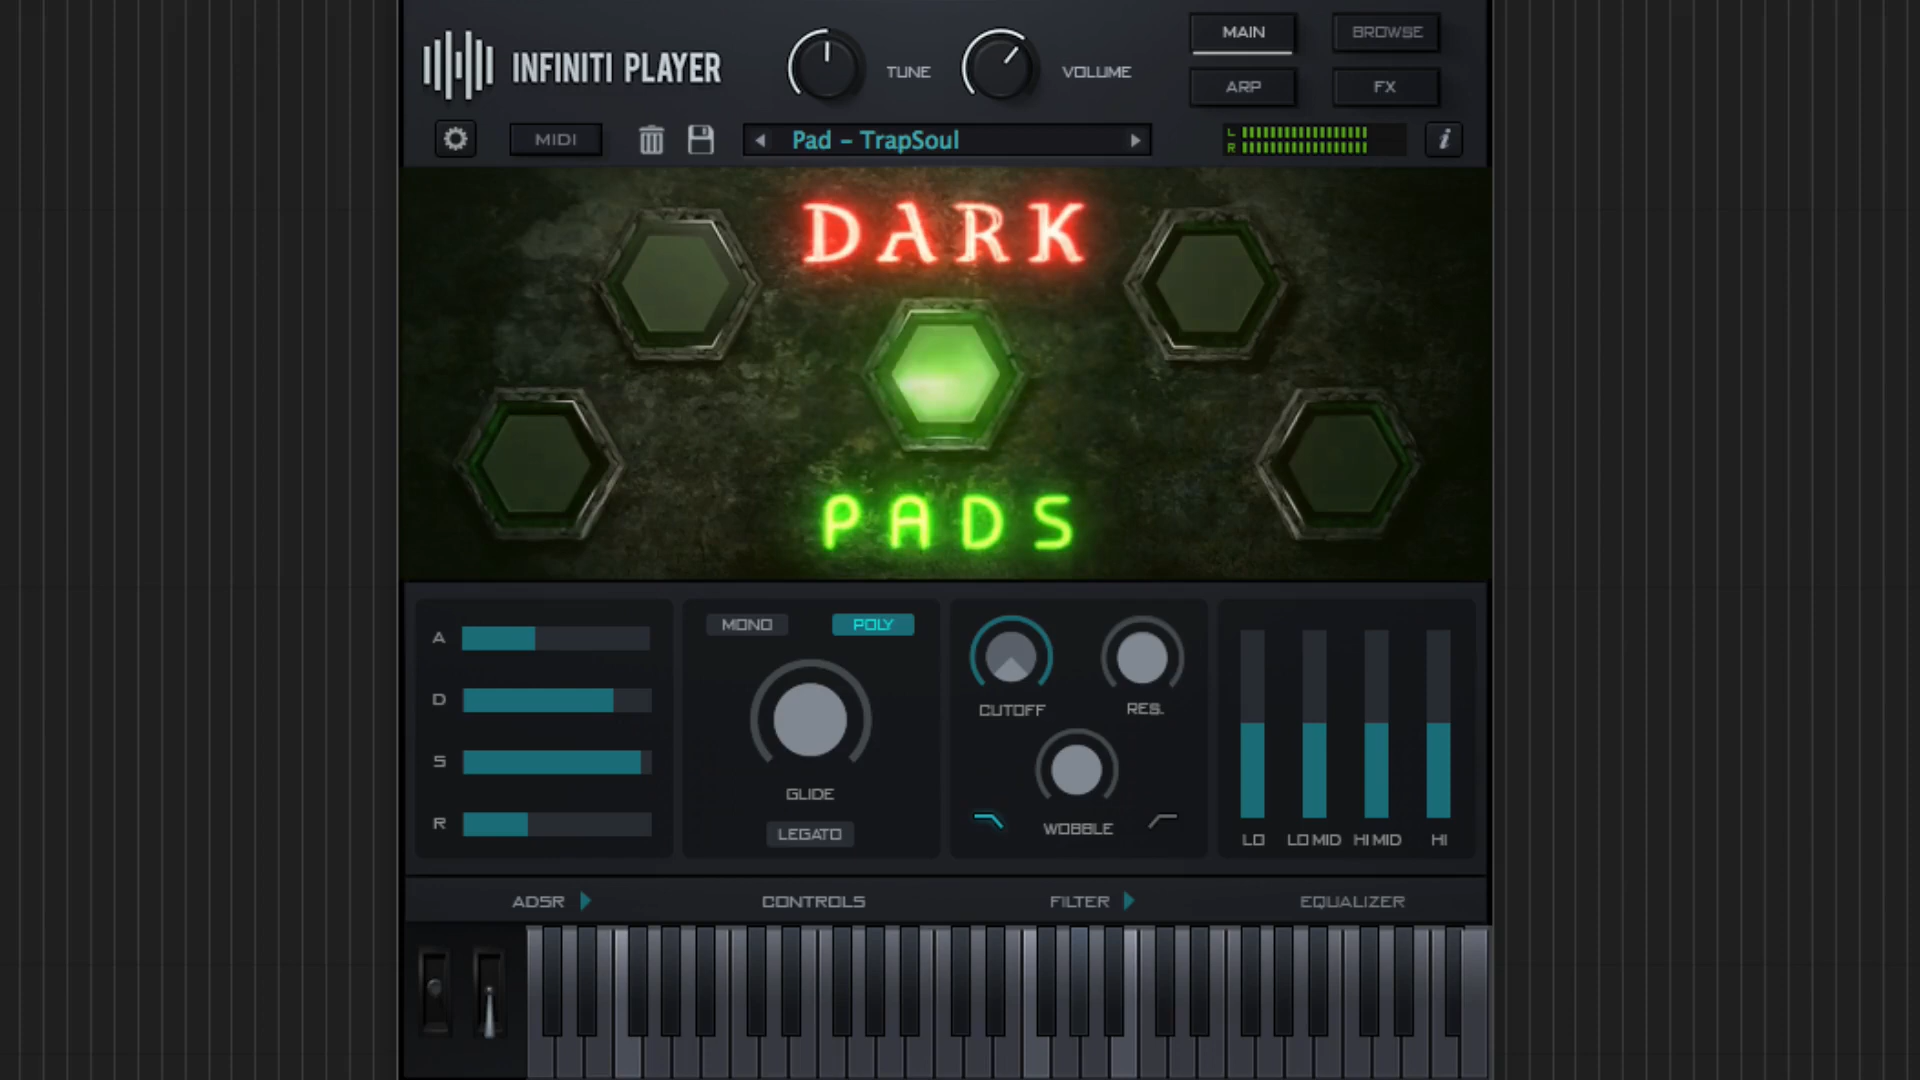 INFINITI PLAYER
TUNE
VOLUME
MAIN
BROWSE
ARP
FX
MIDI
Pad – TrapSoul
L
R
i
DARK
PADS
A
D
S
R
MONO
POLY
GLIDE
LEGATO
CUTOFF
RES.
WOBBLE
LO
LO MID
HI MID
HI
ADSR
CONTROLS
FILTER
EQUALIZER